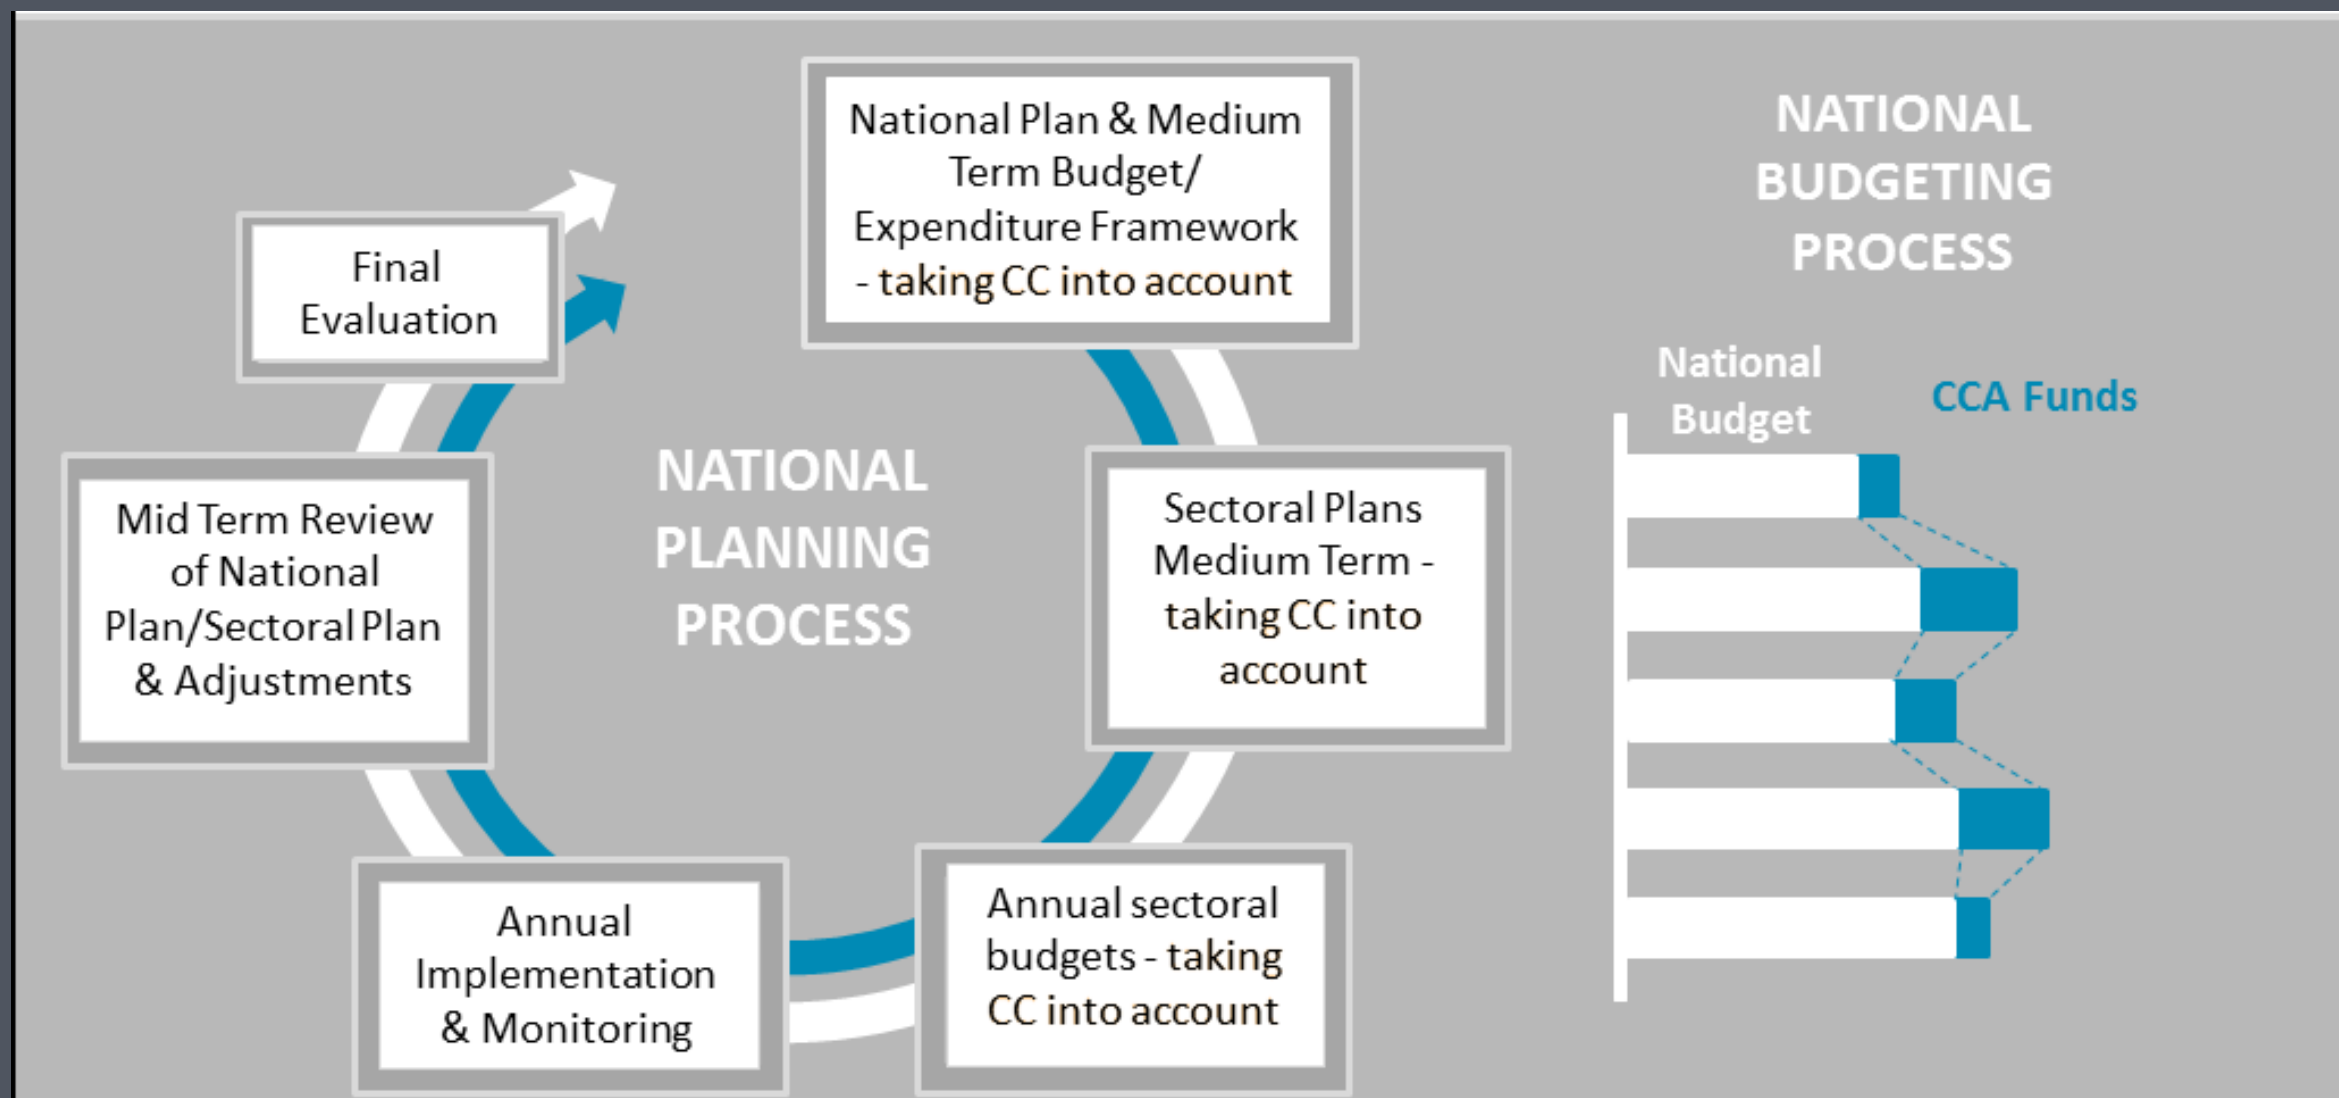 National Plan & Medium
Term Budget/
Expenditure Framework
- taking CC into account
Sectoral Plans
Medium Term -
taking CC into
account
Annual sectoral
budgets - taking
CC into account
Annual
Implementation
& Monitoring
Mid Term Review
of National
Plan/Sectoral Plan
& Adjustments
Final
Evaluation
NATIONAL
PLANNING
PROCESS
NATIONAL
BUDGETING
PROCESS
National
Budget
CCA Funds